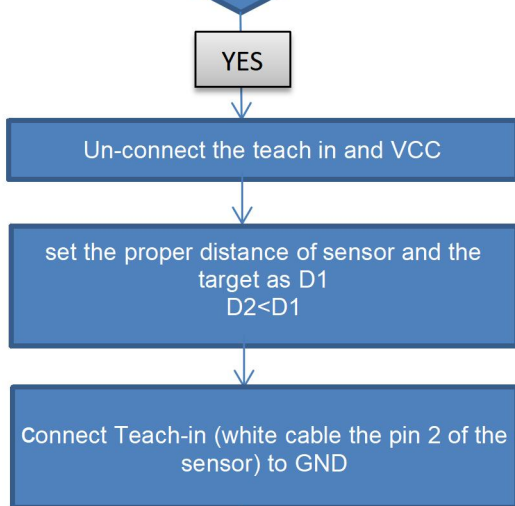 YES
Un-connect the teach in and VCC
set the proper distance of sensor and the
target as D1
D2<D1
Connect Teach-in (white cable the pin 2 of the
sensor) to GND